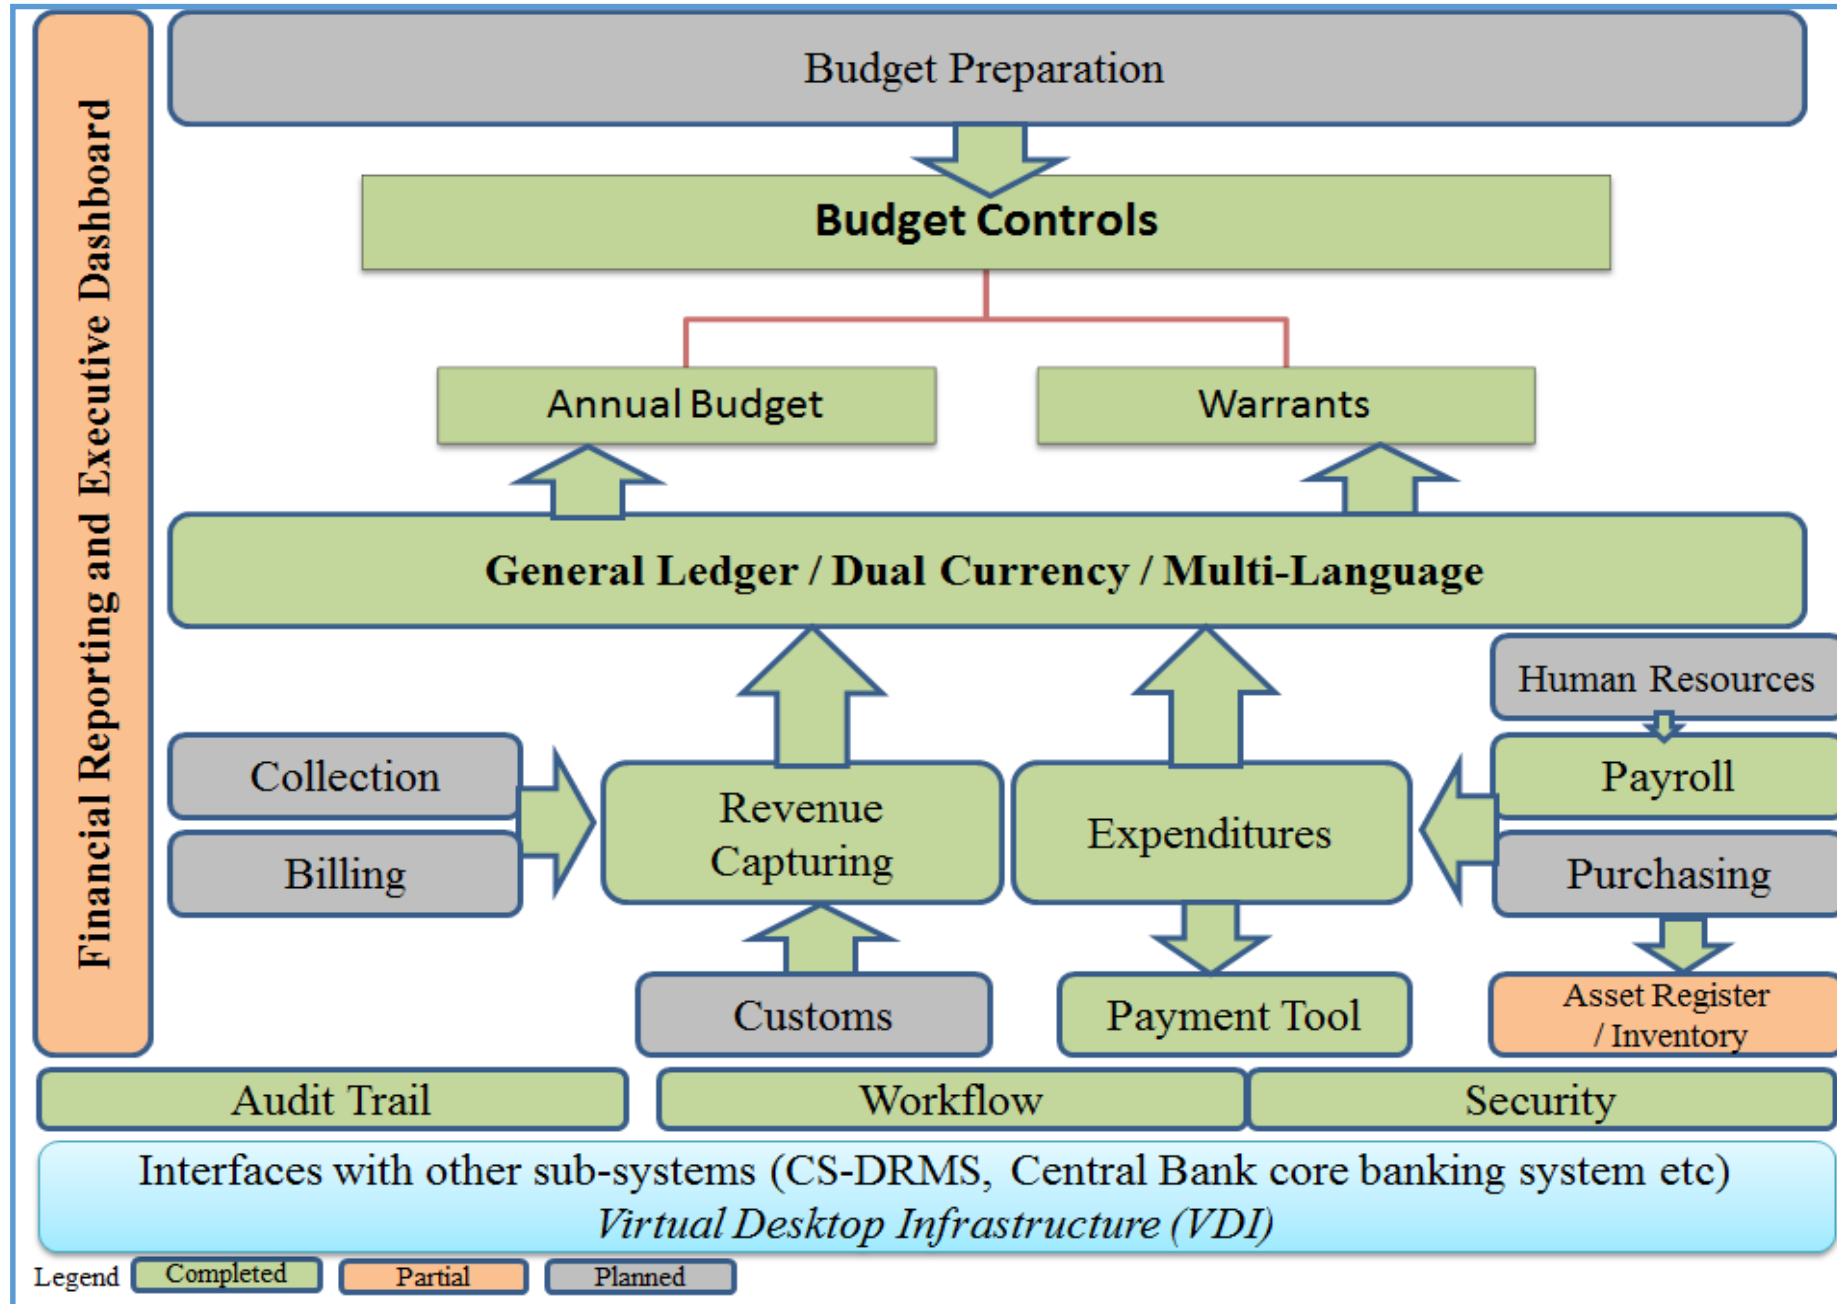 Financial Reporting and Executive Dashboard
Budget Preparation
Budget Controls
Annual Budget
Warrants
General Ledger / Dual Currency / Multi-Language
Human Resources
Collection
Billing
Revenue
Capturing
Expenditures
Payroll
Purchasing
Customs
Payment Tool
Asset Register
/ Inventory
Audit Trail
Workflow
Security
Interfaces with other sub-systems (CS-DRMS, Central Bank core banking system etc)
Virtual Desktop Infrastructure (VDI)
Legend
Completed
Partial
Planned